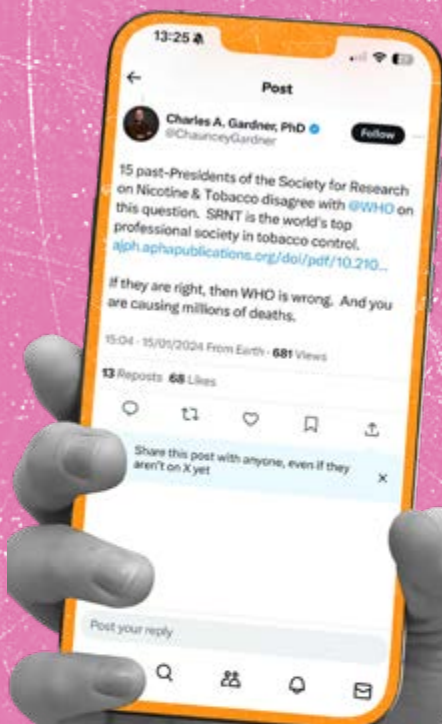 13:25
Post
Charles A. Gardner, PhD
@ChaunceyGardner
Follow
15 past-Presidents of the Society for Research
on Nicotine & Tobacco disagree with @WHO on
this question. SRNT is the world's top
professional society in tobacco control.
ajph.aphapublications.org/doi/pdf/10.210...
If they are right, then WHO is wrong. And you
are causing millions of deaths.
15:04 · 15/01/2024 From Earth · 681 Views
13 Reposts 68 Likes
Share this post with anyone, even if they
aren't on X yet
Post your reply